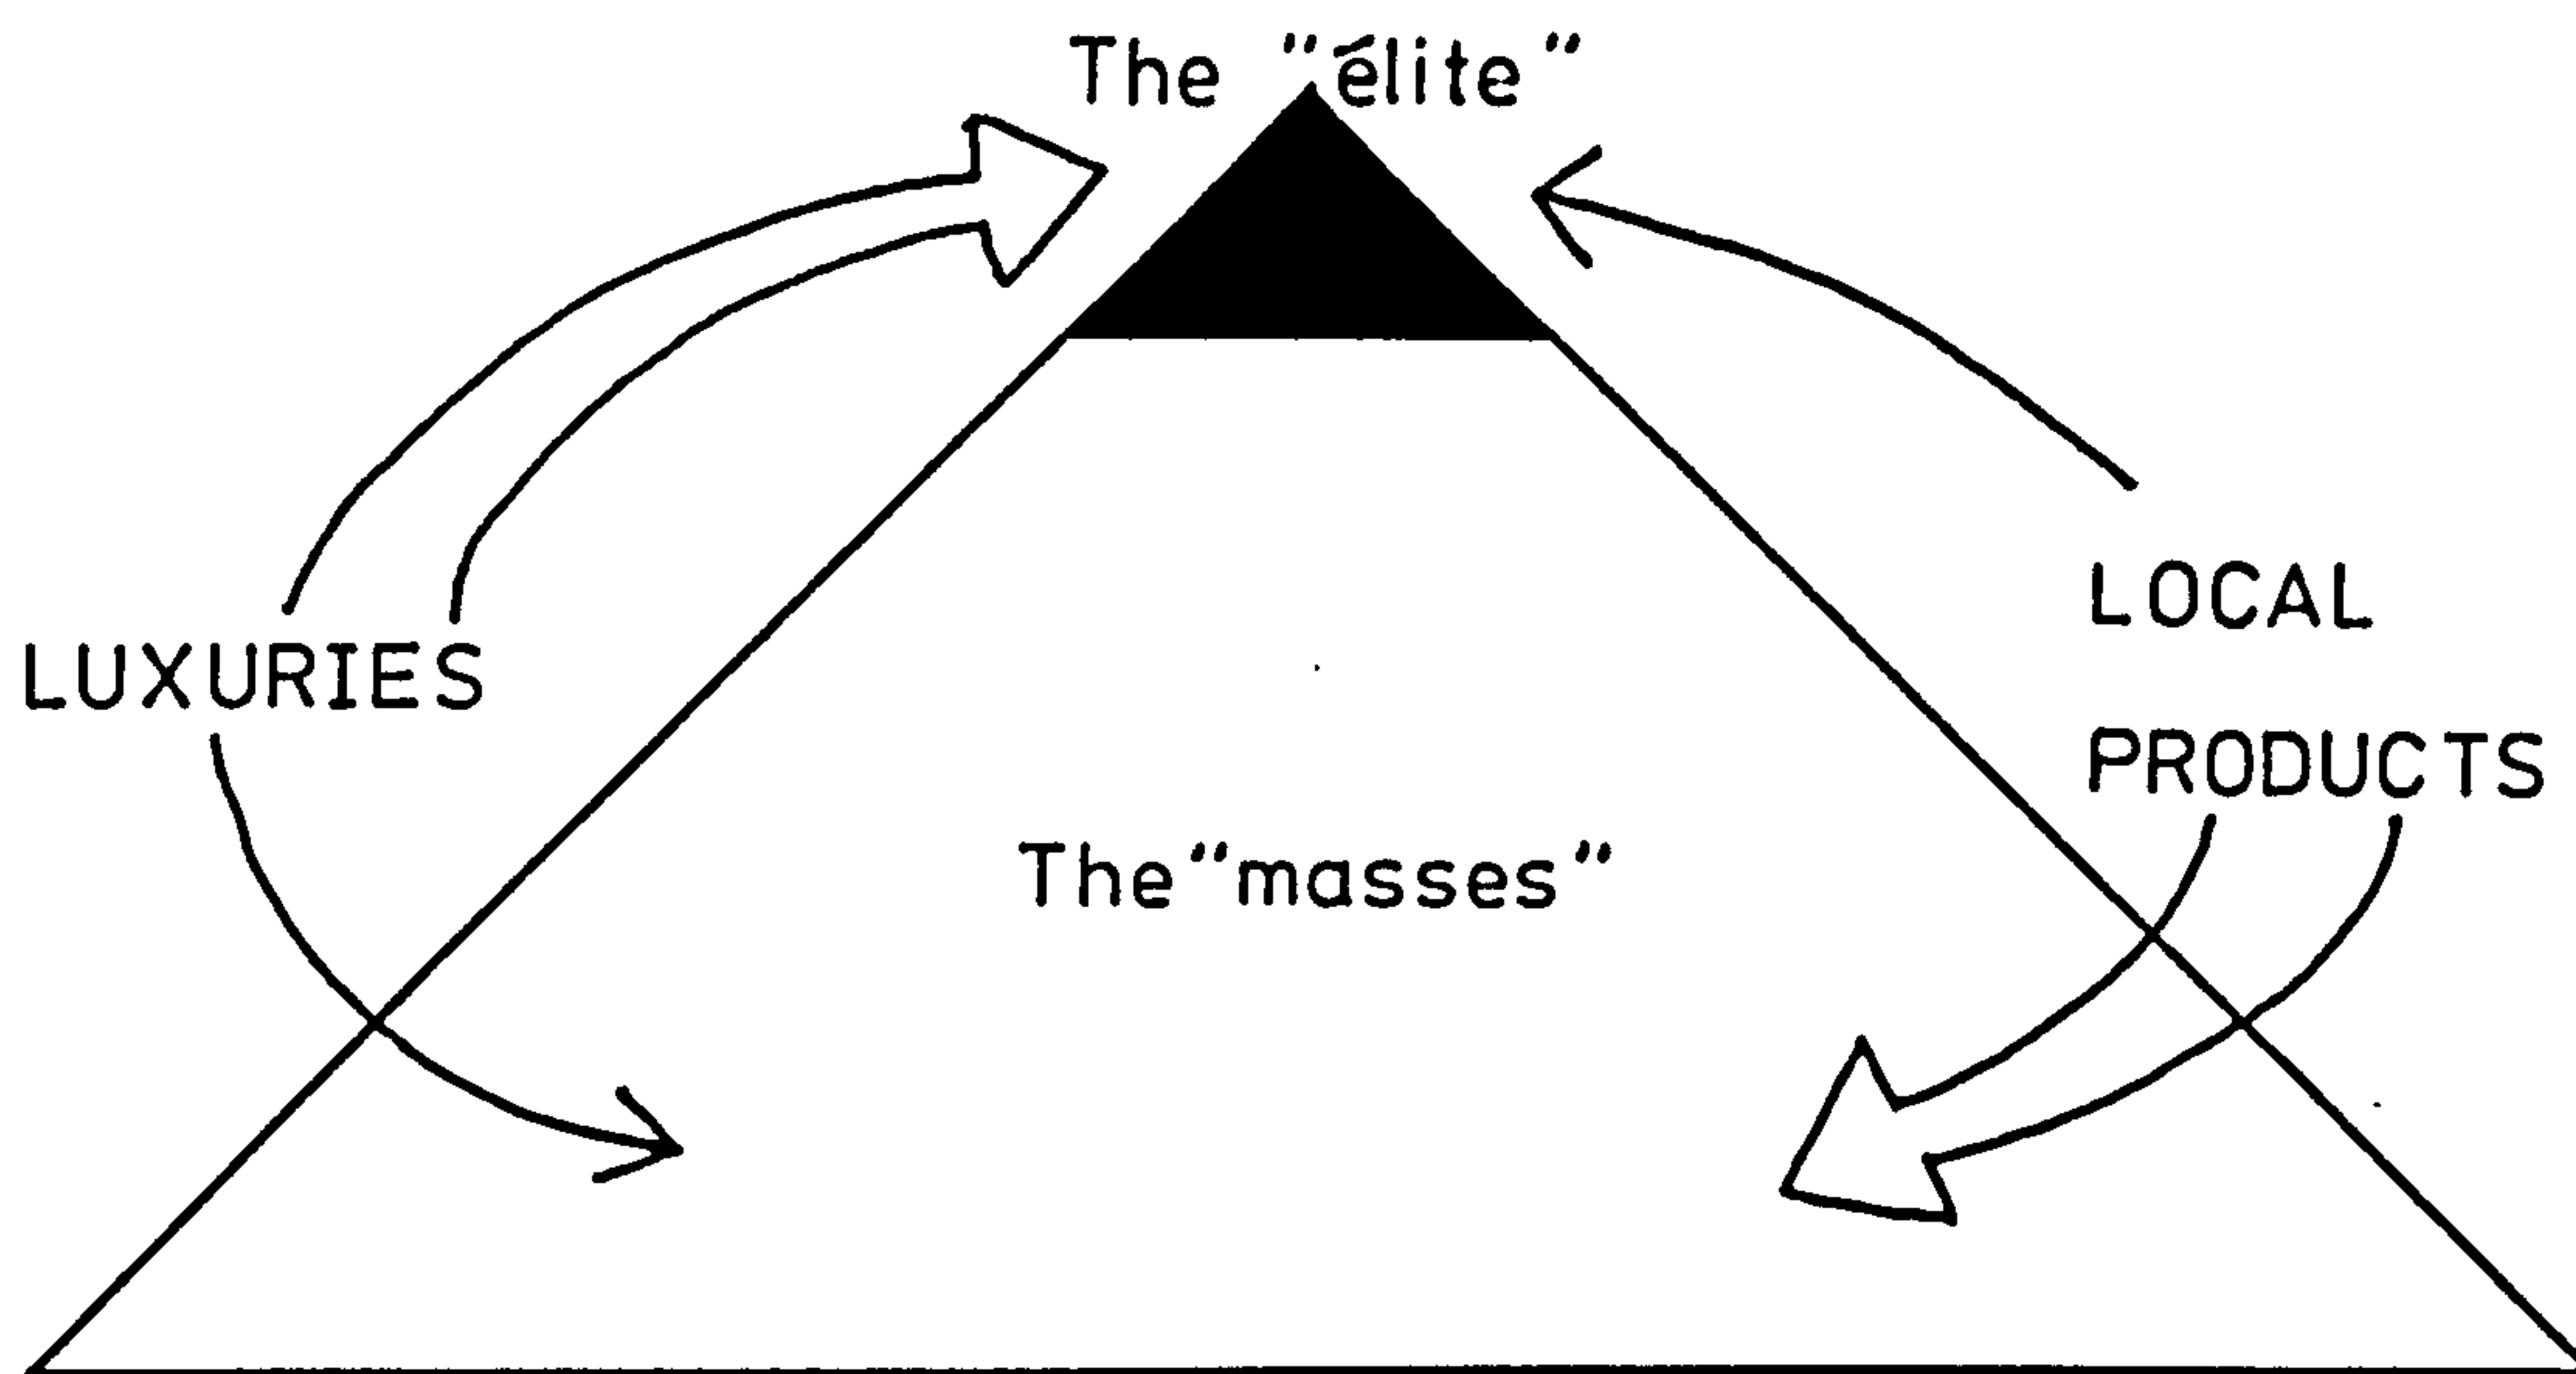 The "élite"
LUXURIES
LOCAL
PRODUCTS
The "masses"